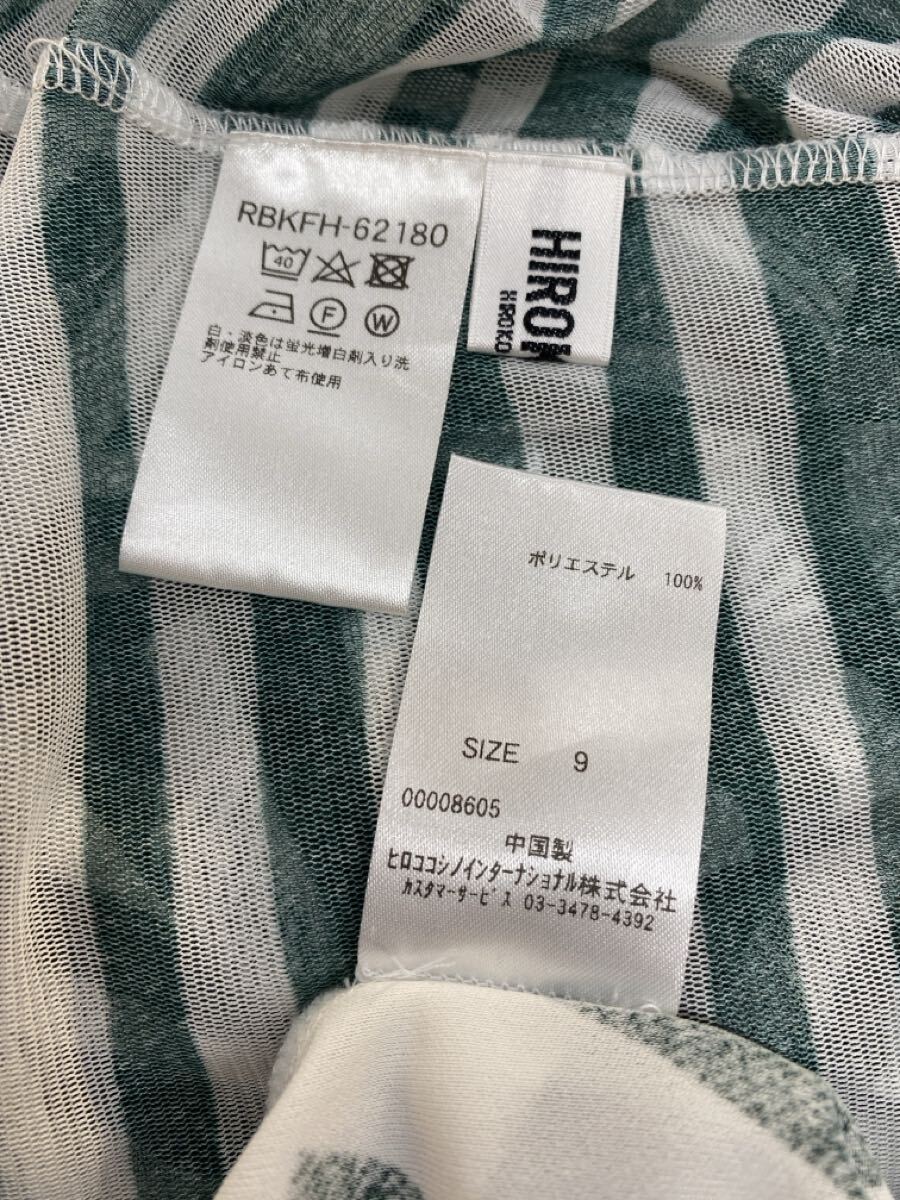 RBKFH-62180
40
F W
白・淡色は蛍光増白剤入り洗
剤使用禁止
アイロンあて布使用
HIROKO
ポリエステル 100%
SIZE 9
00008605
中国製
ヒロココシノインターナショナル株式会社
カスタマーサービス 03-3478-4392